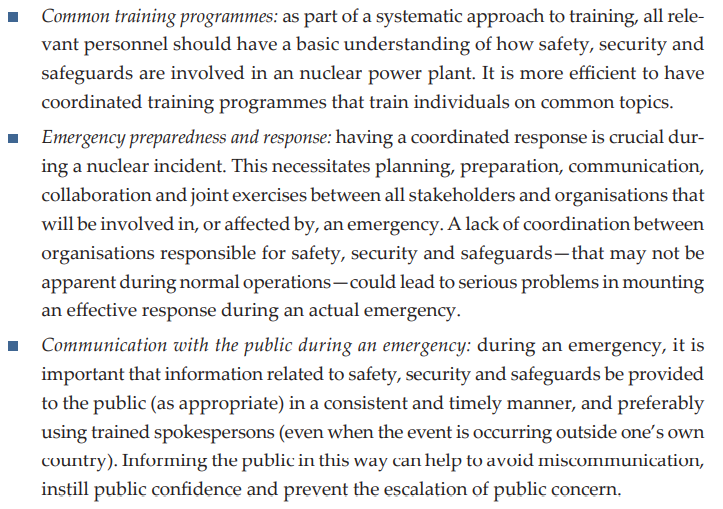 Common training programmes: as part of a systematic approach to training, all rele-
vant personnel should have a basic understanding of how safety, security and
safeguards are involved in an nuclear power plant. It is more efficient to have
coordinated training programmes that train individuals on common topics.
Emergency preparedness and response: having a coordinated response is crucial dur-
ing a nuclear incident. This necessitates planning, preparation, communication,
collaboration and joint exercises between all stakeholders and organisations that
will be involved in, or affected by, an emergency. A lack of coordination between
organisations responsible for safety, security and safeguards—that may not be
apparent during normal operations—could lead to serious problems in mounting
an effective response during an actual emergency.
Communication with the public during an emergency: during an emergency, it is
important that information related to safety, security and safeguards be provided
to the public (as appropriate) in a consistent and timely manner, and preferably
using trained spokespersons (even when the event is occurring outside one's own
country). Informing the public in this way can help to avoid miscommunication,
instill public confidence and prevent the escalation of public concern.